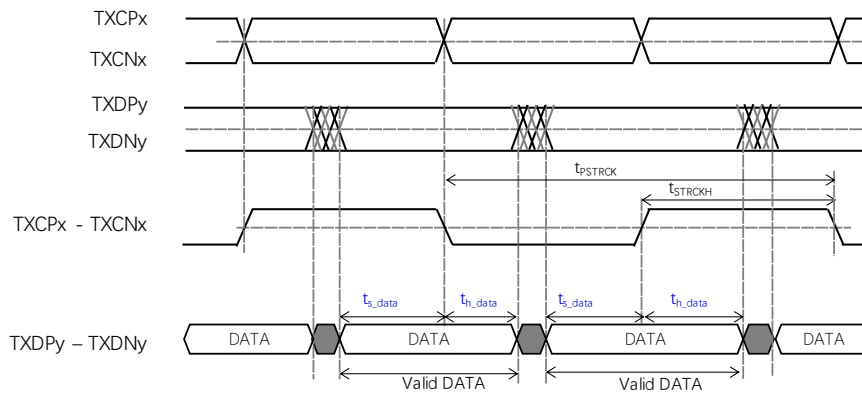 TXCPx
TXCNx
TXDPy
TXDNy
tPSTRCK
tSTRCKH
TXCPx - TXCNx
ts_data th_data ts_data th_data
TXDPy – TXDNy DATA DATA DATA DATA
Valid DATA Valid DATA